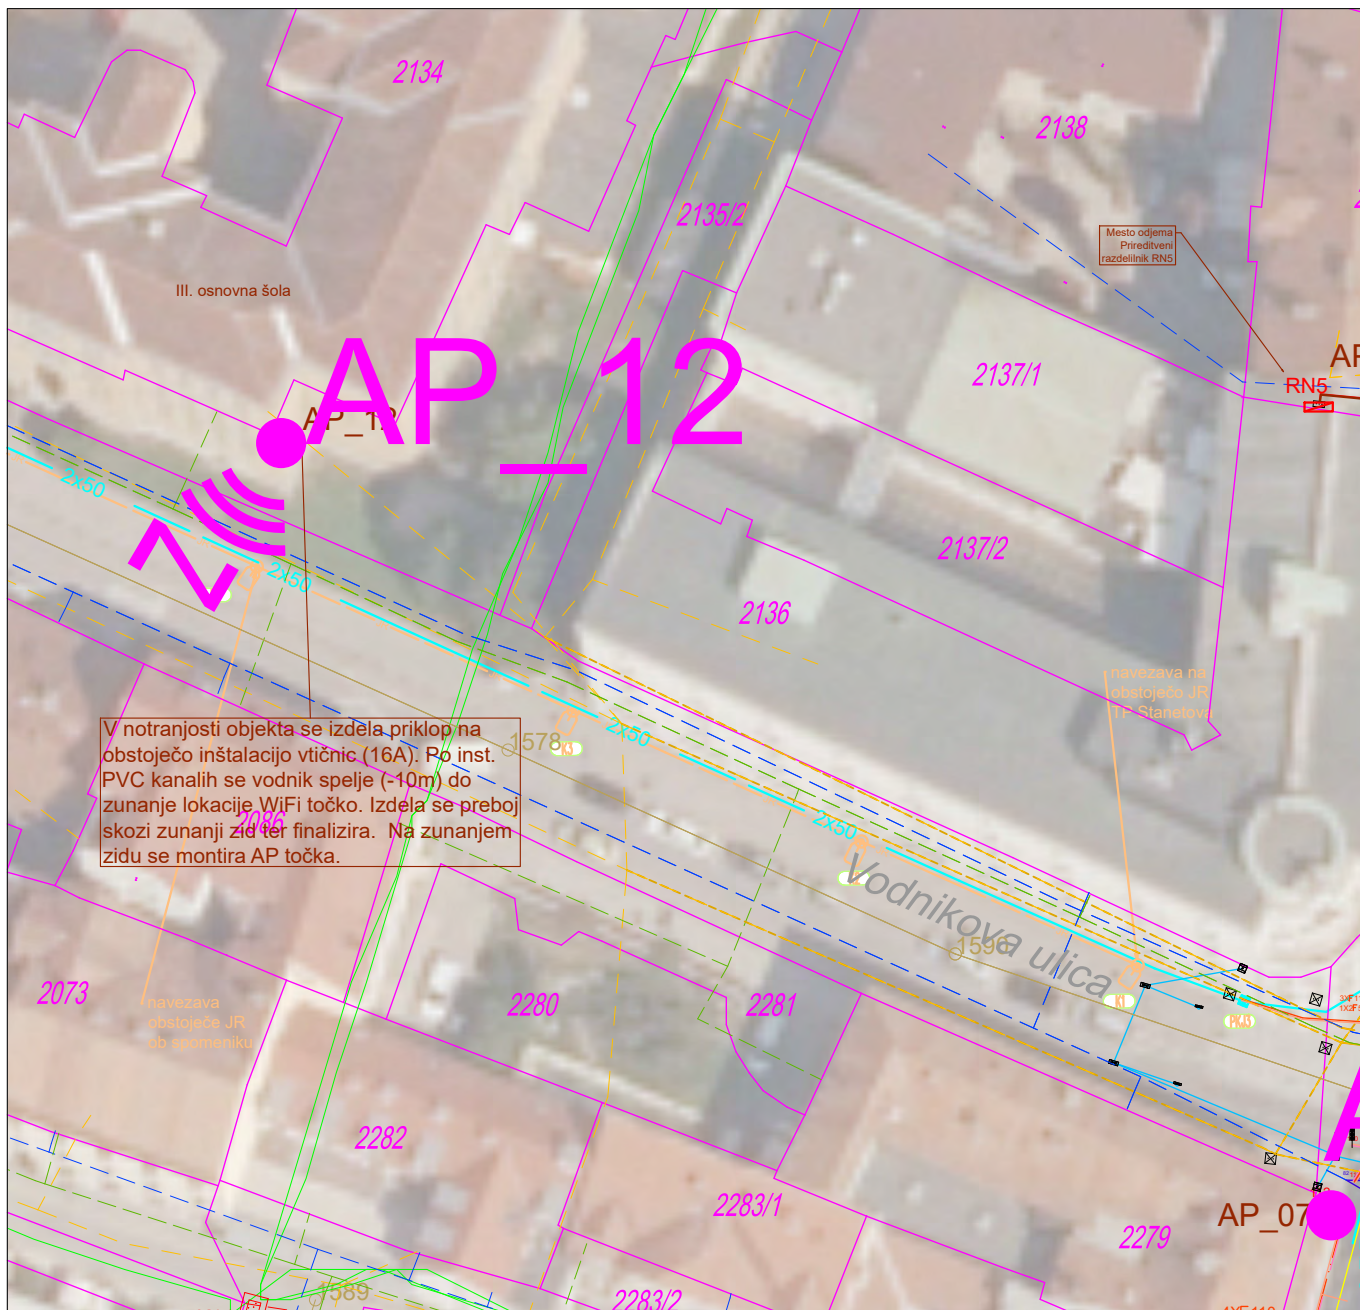 2134
2138
2135/2
Mesto odjema
Prireditveni
razdelilnik RN5
III. osnovna šola
AP_12
AP_12
2137/1
RN5
2x50
2x50
Z
2137/2
2136
navezava na
obstoječo JR
TP Stanetova
V notranjosti objekta se izdela priklop na
obstoječo inštalacijo vtičnic (16A). Po inst.
PVC kanalih se vodnik spelje (-10m) do
zunanje lokacije WiFi točko. Izdela se preboj
skozi zunanji zid ter finalizira. Na zunanjem
zidu se montira AP točka.
1578
K3
2x50
2086
2x50
Vodnikova ulica
K1
PKJ3
2073
2280
2281
navezava
obstoječe JR
ob spomeniku
2282
2283/1
AP_07
2279
1589
2283/2